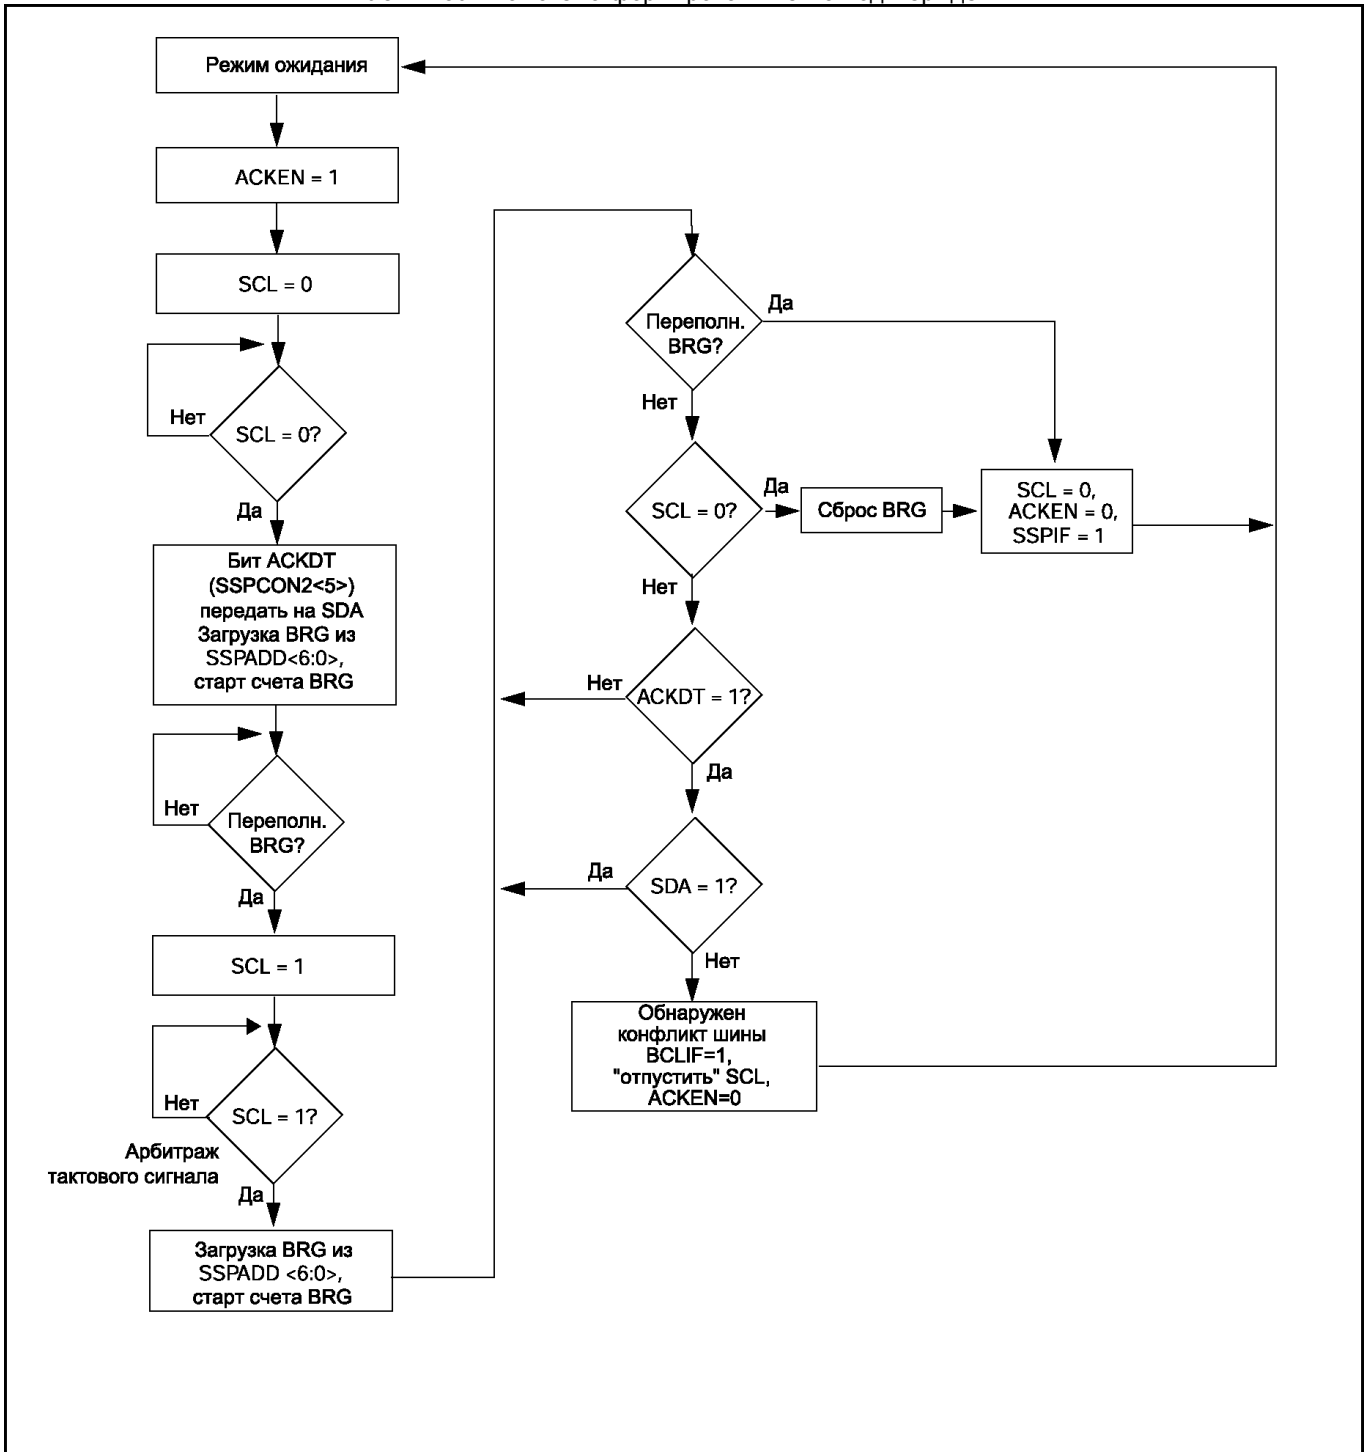 Режим ожидания
ACKEN = 1
SCL = 0
Нет
SCL = 0?
Да
Бит ACKDT
(SSPCON2<5>)
передать на SDA
Загрузка BRG из
SSPADD<6:0>,
старт счета BRG
Нет
Переполн.
BRG?
Да
SCL = 1
Нет
SCL = 1?
Арбитраж
тактового сигнала
Да
Загрузка BRG из
SSPADD <6:0>,
старт счета BRG
Переполн.
BRG?
Да
Нет
SCL = 0?
Да
Сброс BRG
SCL = 0,
ACKEN = 0,
SSPIF = 1
Нет
ACKDT = 1?
Нет
Да
SDA = 1?
Да
Нет
Обнаружен
конфликт шины
BCLIF=1,
"отпустить" SCL,
ACKEN=0